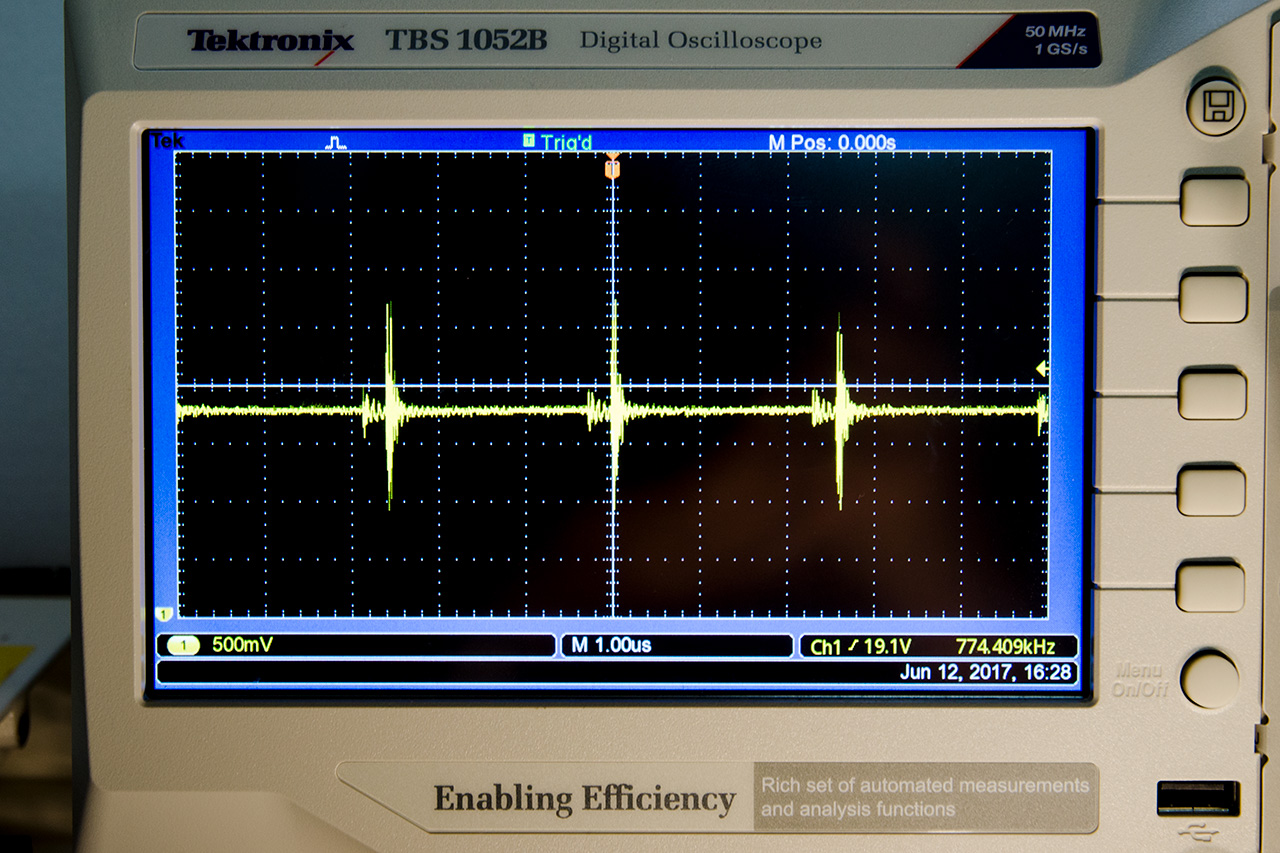 Tektronix TBS 1052B Digital Oscilloscope
50 MHz
1 GS/s
Tek T Trig'd M Pos: 0.000s
T
1
1 500mV M 1.00us Ch1 19.1V 774.409kHz
Jun 12, 2017, 16:28
Menu
On/Off
Enabling Efficiency
Rich set of automated measurements
and analysis functions